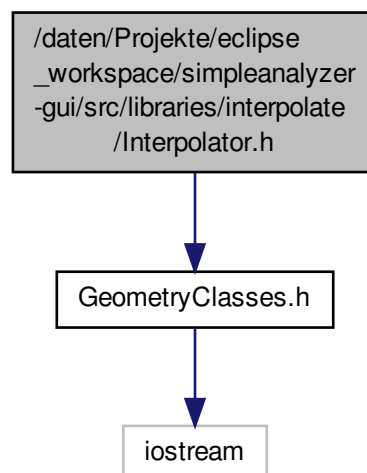 /daten/Projekte/eclipse
_workspace/simpleanalyzer
-gui/src/libraries/interpolate
/Interpolator.h
GeometryClasses.h
iostream